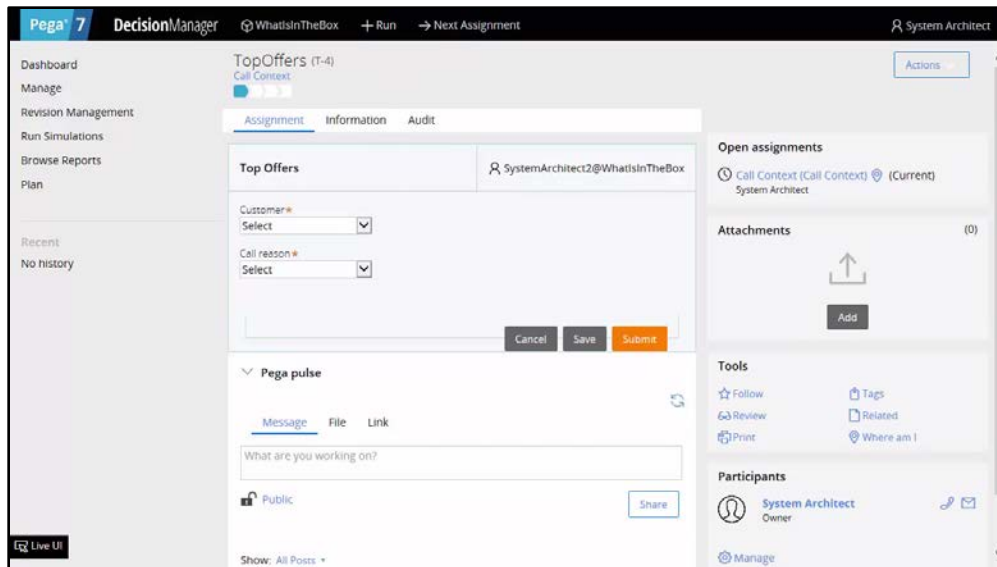 Pega® 7 DecisionManager WhatIsInTheBox + Run → Next Assignment System Architect
Dashboard
Manage
Revision Management
Run Simulations
Browse Reports
Plan
Recent
No history
TopOffers (T-4)
Call Context
Actions
Assignment Information Audit
Top Offers SystemArchitect2@WhatIsInTheBox
Customer*
Select
Call reason*
Select
Cancel Save Submit
Pega pulse
Message File Link
What are you working on?
Public Share
Show: All Posts
Open assignments
Call Context (Call Context) (Current)
System Architect
Attachments (0)
Add
Tools
Follow Tags
Review Related
Print Where am I
Participants
System Architect
Owner
Manage
Live UI